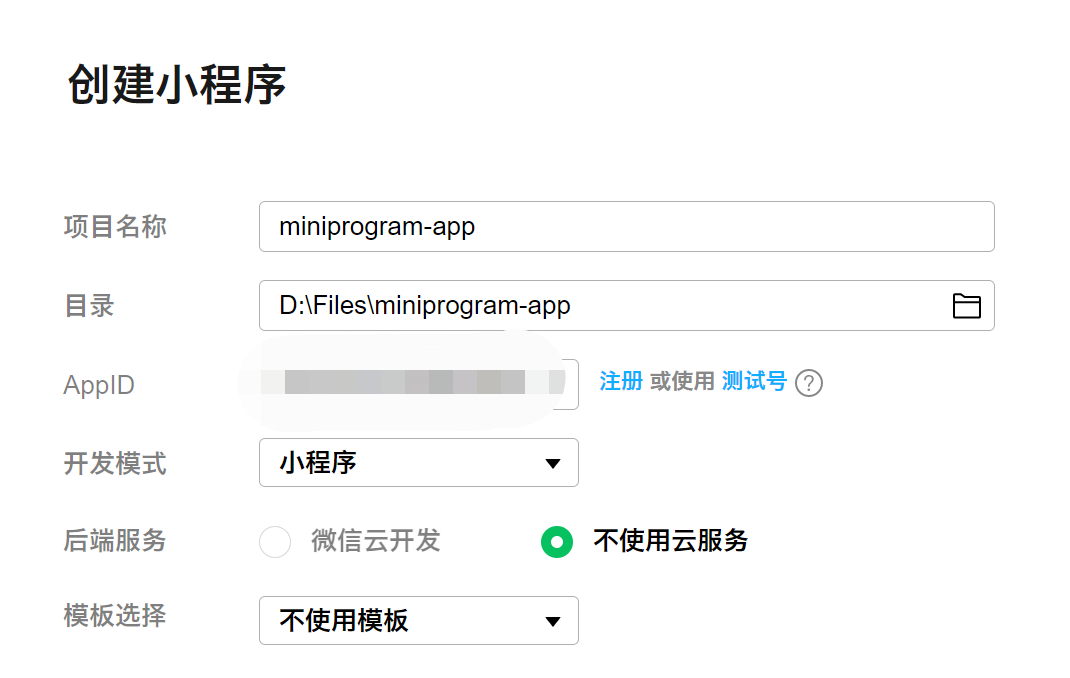 创建小程序
项目名称 miniprogram-app
目录 D:\Files\miniprogram-app
AppID 注册 或使用 测试号 ?
开发模式 小程序
后端服务 微信云开发 不使用云服务
模板选择 不使用模板